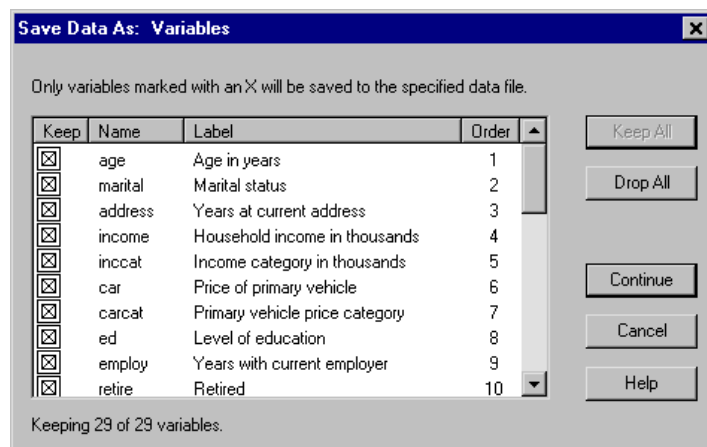 Save Data As: Variables
Only variables marked with an X will be saved to the specified data file.
Keep Name Label Order
age Age in years 1
marital Marital status 2
address Years at current address 3
income Household income in thousands 4
inccat Income category in thousands 5
car Price of primary vehicle 6
carcat Primary vehicle price category 7
ed Level of education 8
employ Years with current employer 9
retire Retired 10
Keep All
Drop All
Continue
Cancel
Help
Keeping 29 of 29 variables.